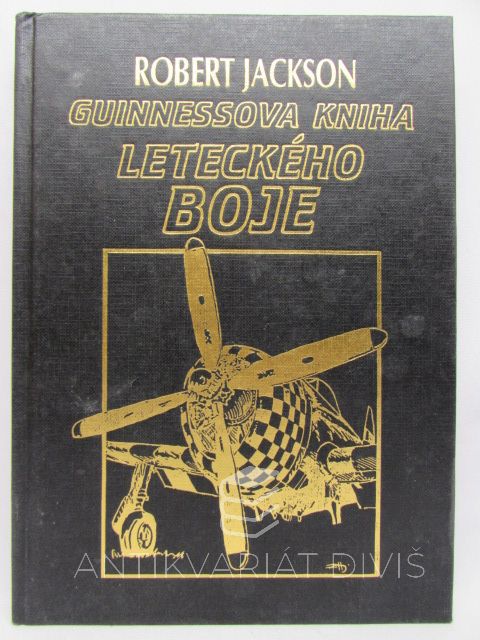 ROBERT JACKSON
GUINNESSOVA KNIHA
LETECKÉHO
BOJE
ANTIKVARIÁT DIVIŠ